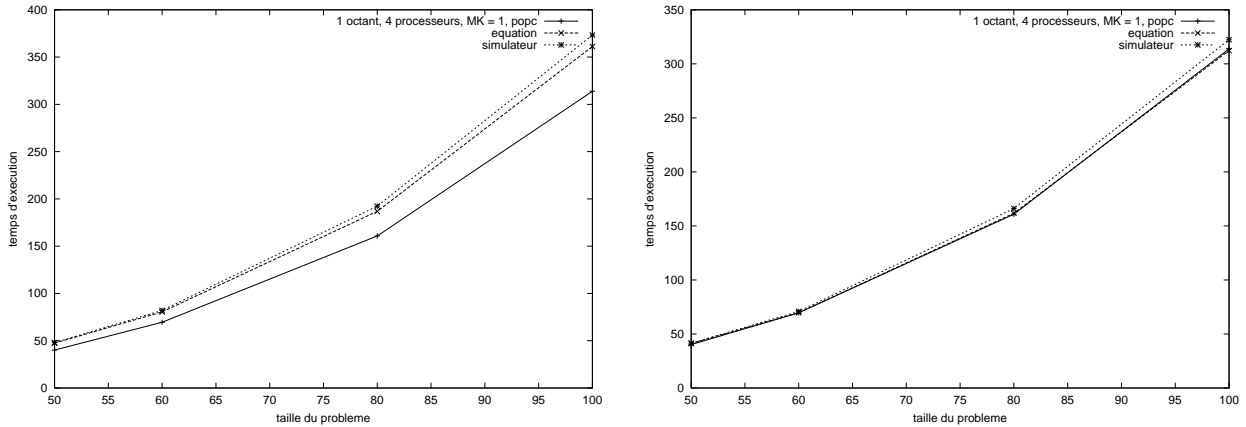 400
350
300
250
200
150
100
50
0
temps d'execution
50 55 60 65 70 75 80 85 90 95 100
taille du probleme
1 octant, 4 processeurs, MK = 1, popc
equation
simulateur
350
300
250
200
150
100
50
0
temps d'execution
50 55 60 65 70 75 80 85 90 95 100
taille du probleme
1 octant, 4 processeurs, MK = 1, popc
equation
simulateur